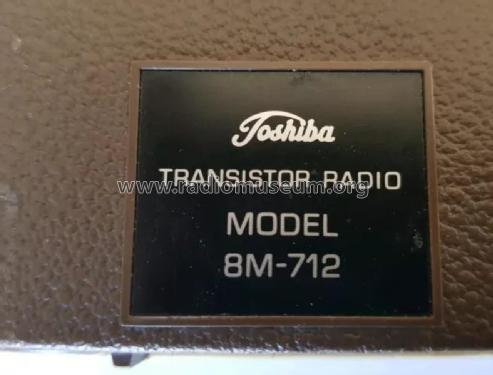 Toshiba
TRANSISTOR RADIO
www.radiomuseum.org
MODEL
8M-712